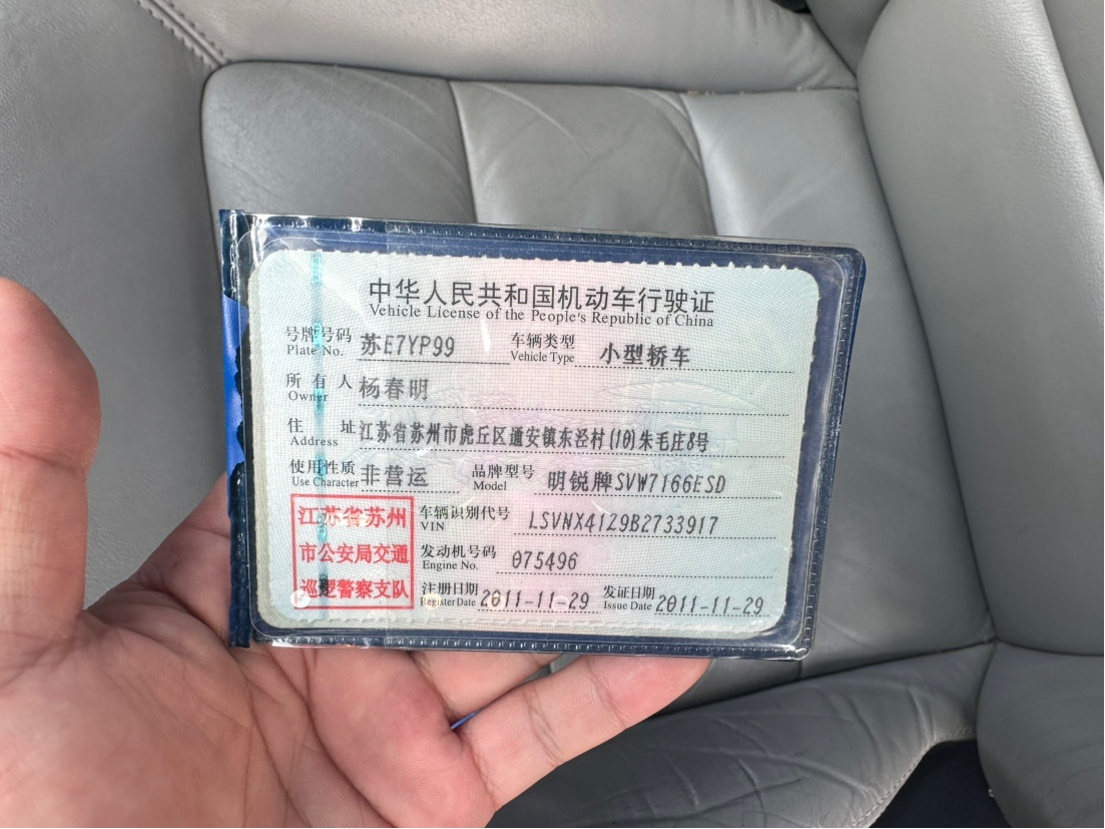 中华人民共和国机动车行驶证
Vehicle License of the People's Republic of China
号牌号码 苏E7YP99 车辆类型 小型轿车
Plate No. Vehicle Type
所有人 杨春明
Owner
住址 江苏省苏州市虎丘区通安镇东泾村(10)朱毛庄8号
Address
使用性质 非营运 品牌型号 明锐牌SVW7166ESD
Use Character Model
江苏省苏州 车辆识别代号 LSVNX41Z9B2733917
VIN
市公安局交通 发动机号码 075496
Engine No.
巡逻警察支队 注册日期 2011-11-29 发证日期 2011-11-29
Register Date Issue Date